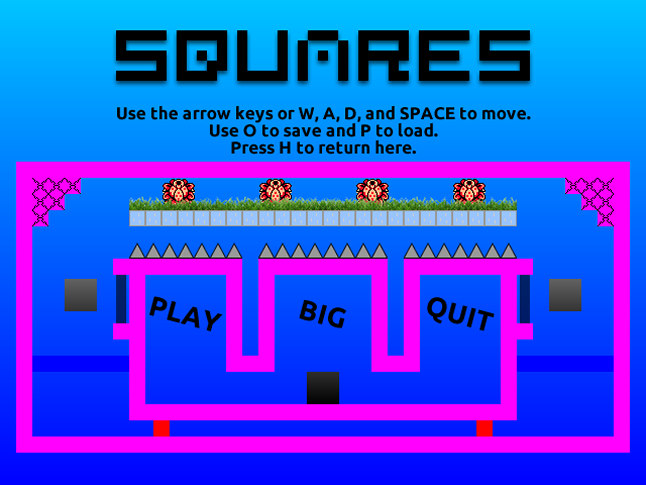 SQUARES
Use the arrow keys or W, A, D, and SPACE to move.
Use O to save and P to load.
Press H to return here.
PLAY
BIG
QUIT